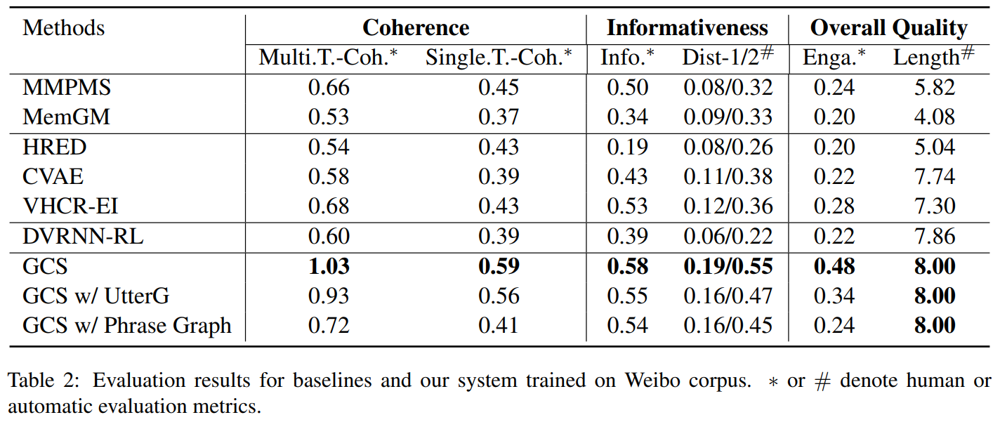 Methods Coherence Informativeness Overall Quality
Multi.T.-Coh.* Single.T.-Coh.* Info.* Dist-1/2# Enga.* Length#
MMPMS 0.66 0.45 0.50 0.08/0.32 0.24 5.82
MemGM 0.53 0.37 0.34 0.09/0.33 0.20 4.08
HRED 0.54 0.43 0.19 0.08/0.26 0.20 5.04
CVAE 0.58 0.39 0.43 0.11/0.38 0.22 7.74
VHCR-EI 0.68 0.43 0.53 0.12/0.36 0.28 7.30
DVRNN-RL 0.60 0.39 0.39 0.06/0.22 0.22 7.86
GCS 1.03 0.59 0.58 0.19/0.55 0.48 8.00
GCS w/ UtterG 0.93 0.56 0.55 0.16/0.47 0.34 8.00
GCS w/ Phrase Graph 0.72 0.41 0.54 0.16/0.45 0.24 8.00
Table 2: Evaluation results for baselines and our system trained on Weibo corpus. * or # denote human or
automatic evaluation metrics.